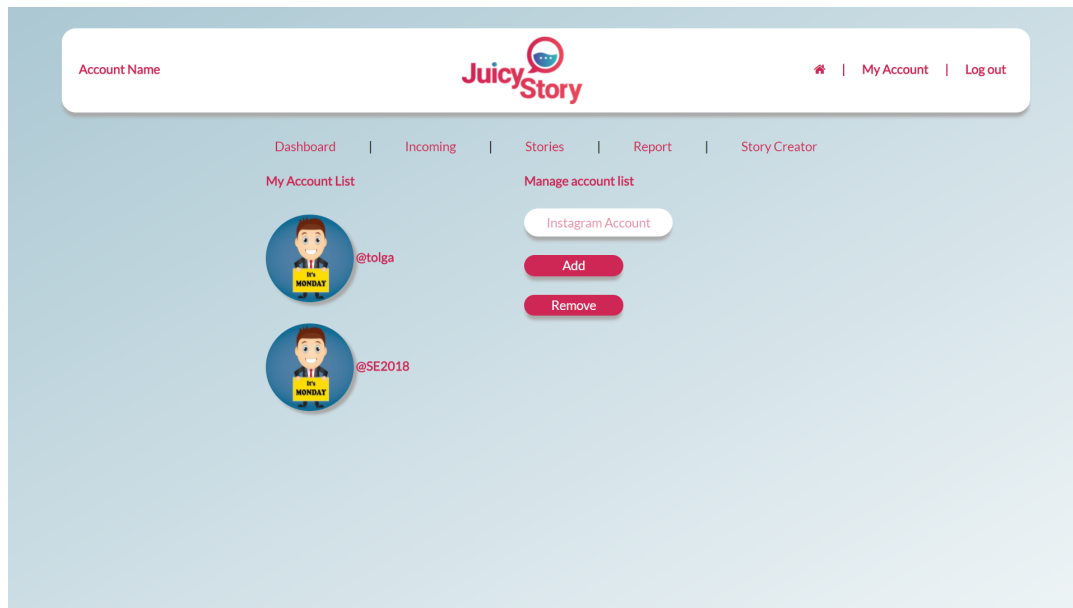 Account Name
Juicy Story
| My Account | Log out
Dashboard | Incoming | Stories | Report | Story Creator
My Account List
Manage account list
Instagram Account
@tolga
Add
It's
MONDAY
Remove
@SE2018
It's
MONDAY